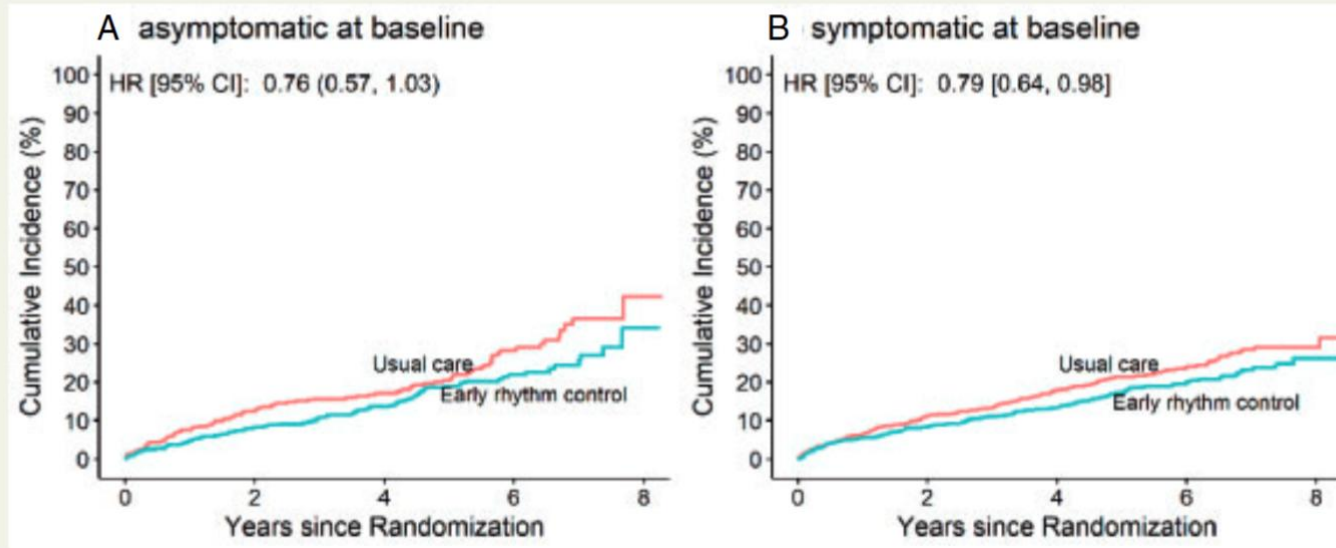 A asymptomatic at baseline
HR [95% CI]: 0.76 (0.57, 1.03)
Cumulative Incidence (%)
100
90
80
70
60
50
40
30
20
10
0
Usual care
Early rhythm control
0 2 4 6 8
Years since Randomization
B symptomatic at baseline
HR [95% CI]: 0.79 [0.64, 0.98]
Cumulative Incidence (%)
100
90
80
70
60
50
40
30
20
10
0
Usual care
Early rhythm control
0 2 4 6 8
Years since Randomization